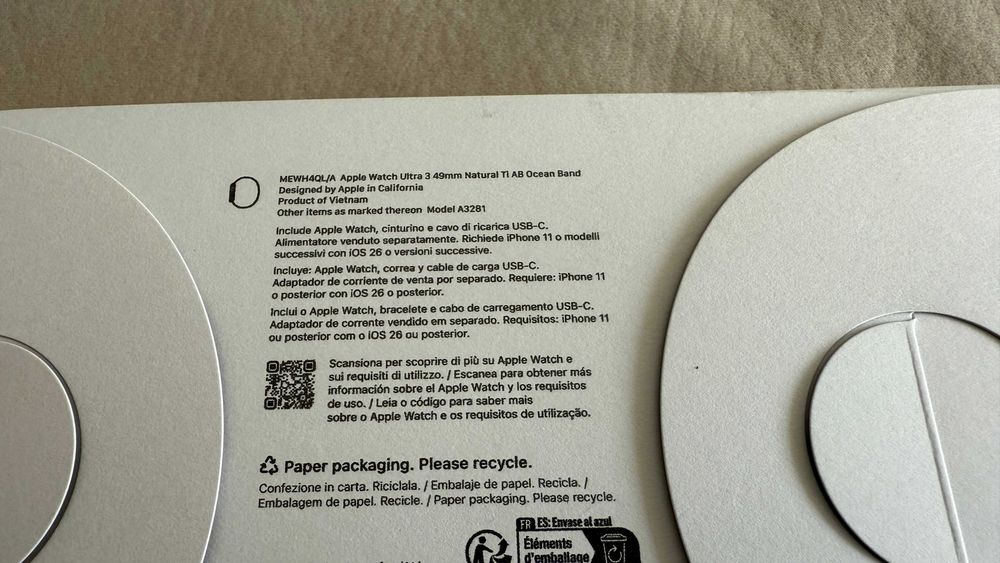 MEWH4QL/A Apple Watch Ultra 3 49mm Natural Ti AB Ocean Band
Designed by Apple in California
Product of Vietnam
Other items as marked thereon Model A3281
Include Apple Watch, cinturino e cavo di ricarica USB-C.
Alimentatore venduto separatamente. Richiede iPhone 11 o modelli
successivi con iOS 26 o versioni successive.
Incluye: Apple Watch, correa y cable de carga USB-C.
Adaptador de corriente de venta por separado. Requiere: iPhone 11
o posterior con iOS 26 o posterior.
Inclui o Apple Watch, bracelete e cabo de carregamento USB-C.
Adaptador de corrente vendido em separado. Requisitos: iPhone 11
ou posterior com o iOS 26 ou posterior.
Scansiona per scoprire di più su Apple Watch e
sui requisiti di utilizzo. / Escanea para obtener más
información sobre el Apple Watch y los requisitos
de uso. / Leia o código para saber mais
sobre o Apple Watch e os requisitos de utilização.
Paper packaging. Please recycle.
Confezione in carta. Riciclala. / Embalaje de papel. Recicla. /
Embalagem de papel. Recicle. / Paper packaging. Please recycle.
FR ES: Envase al azul
Éléments
d'emballage